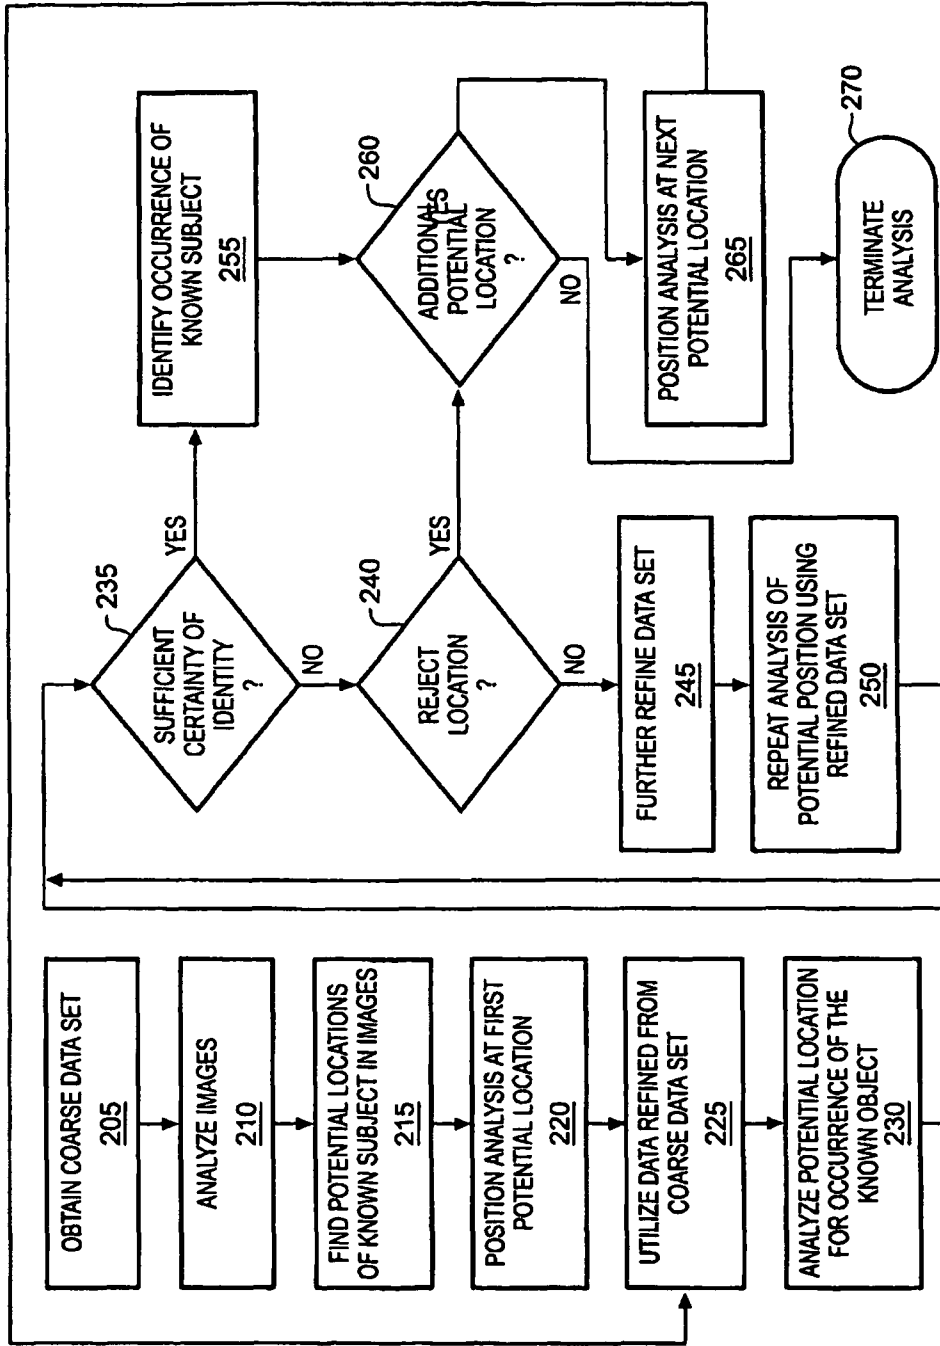 OBTAIN COARSE DATA SET
205
ANALYZE IMAGES
210
FIND POTENTIAL LOCATIONS
OF KNOWN SUBJECT IN IMAGES
215
POSITION ANALYSIS AT FIRST
POTENTIAL LOCATION
220
UTILIZE DATA REFINED FROM
COARSE DATA SET
225
ANALYZE POTENTIAL LOCATION
FOR OCCURRENCE OF THE
KNOWN OBJECT
230
235
SUFFICIENT
CERTAINTY OF
IDENTITY
?
YES
NO
240
REJECT
LOCATION
?
YES
NO
FURTHER REFINE DATA SET
245
REPEAT ANALYSIS OF
POTENTIAL POSITION USING
REFINED DATA SET
250
IDENTIFY OCCURRENCE OF
KNOWN SUBJECT
255
260
ADDITIONAL
POTENTIAL
LOCATION
?
YES
NO
POSITION ANALYSIS AT NEXT
POTENTIAL LOCATION
265
270
TERMINATE
ANALYSIS